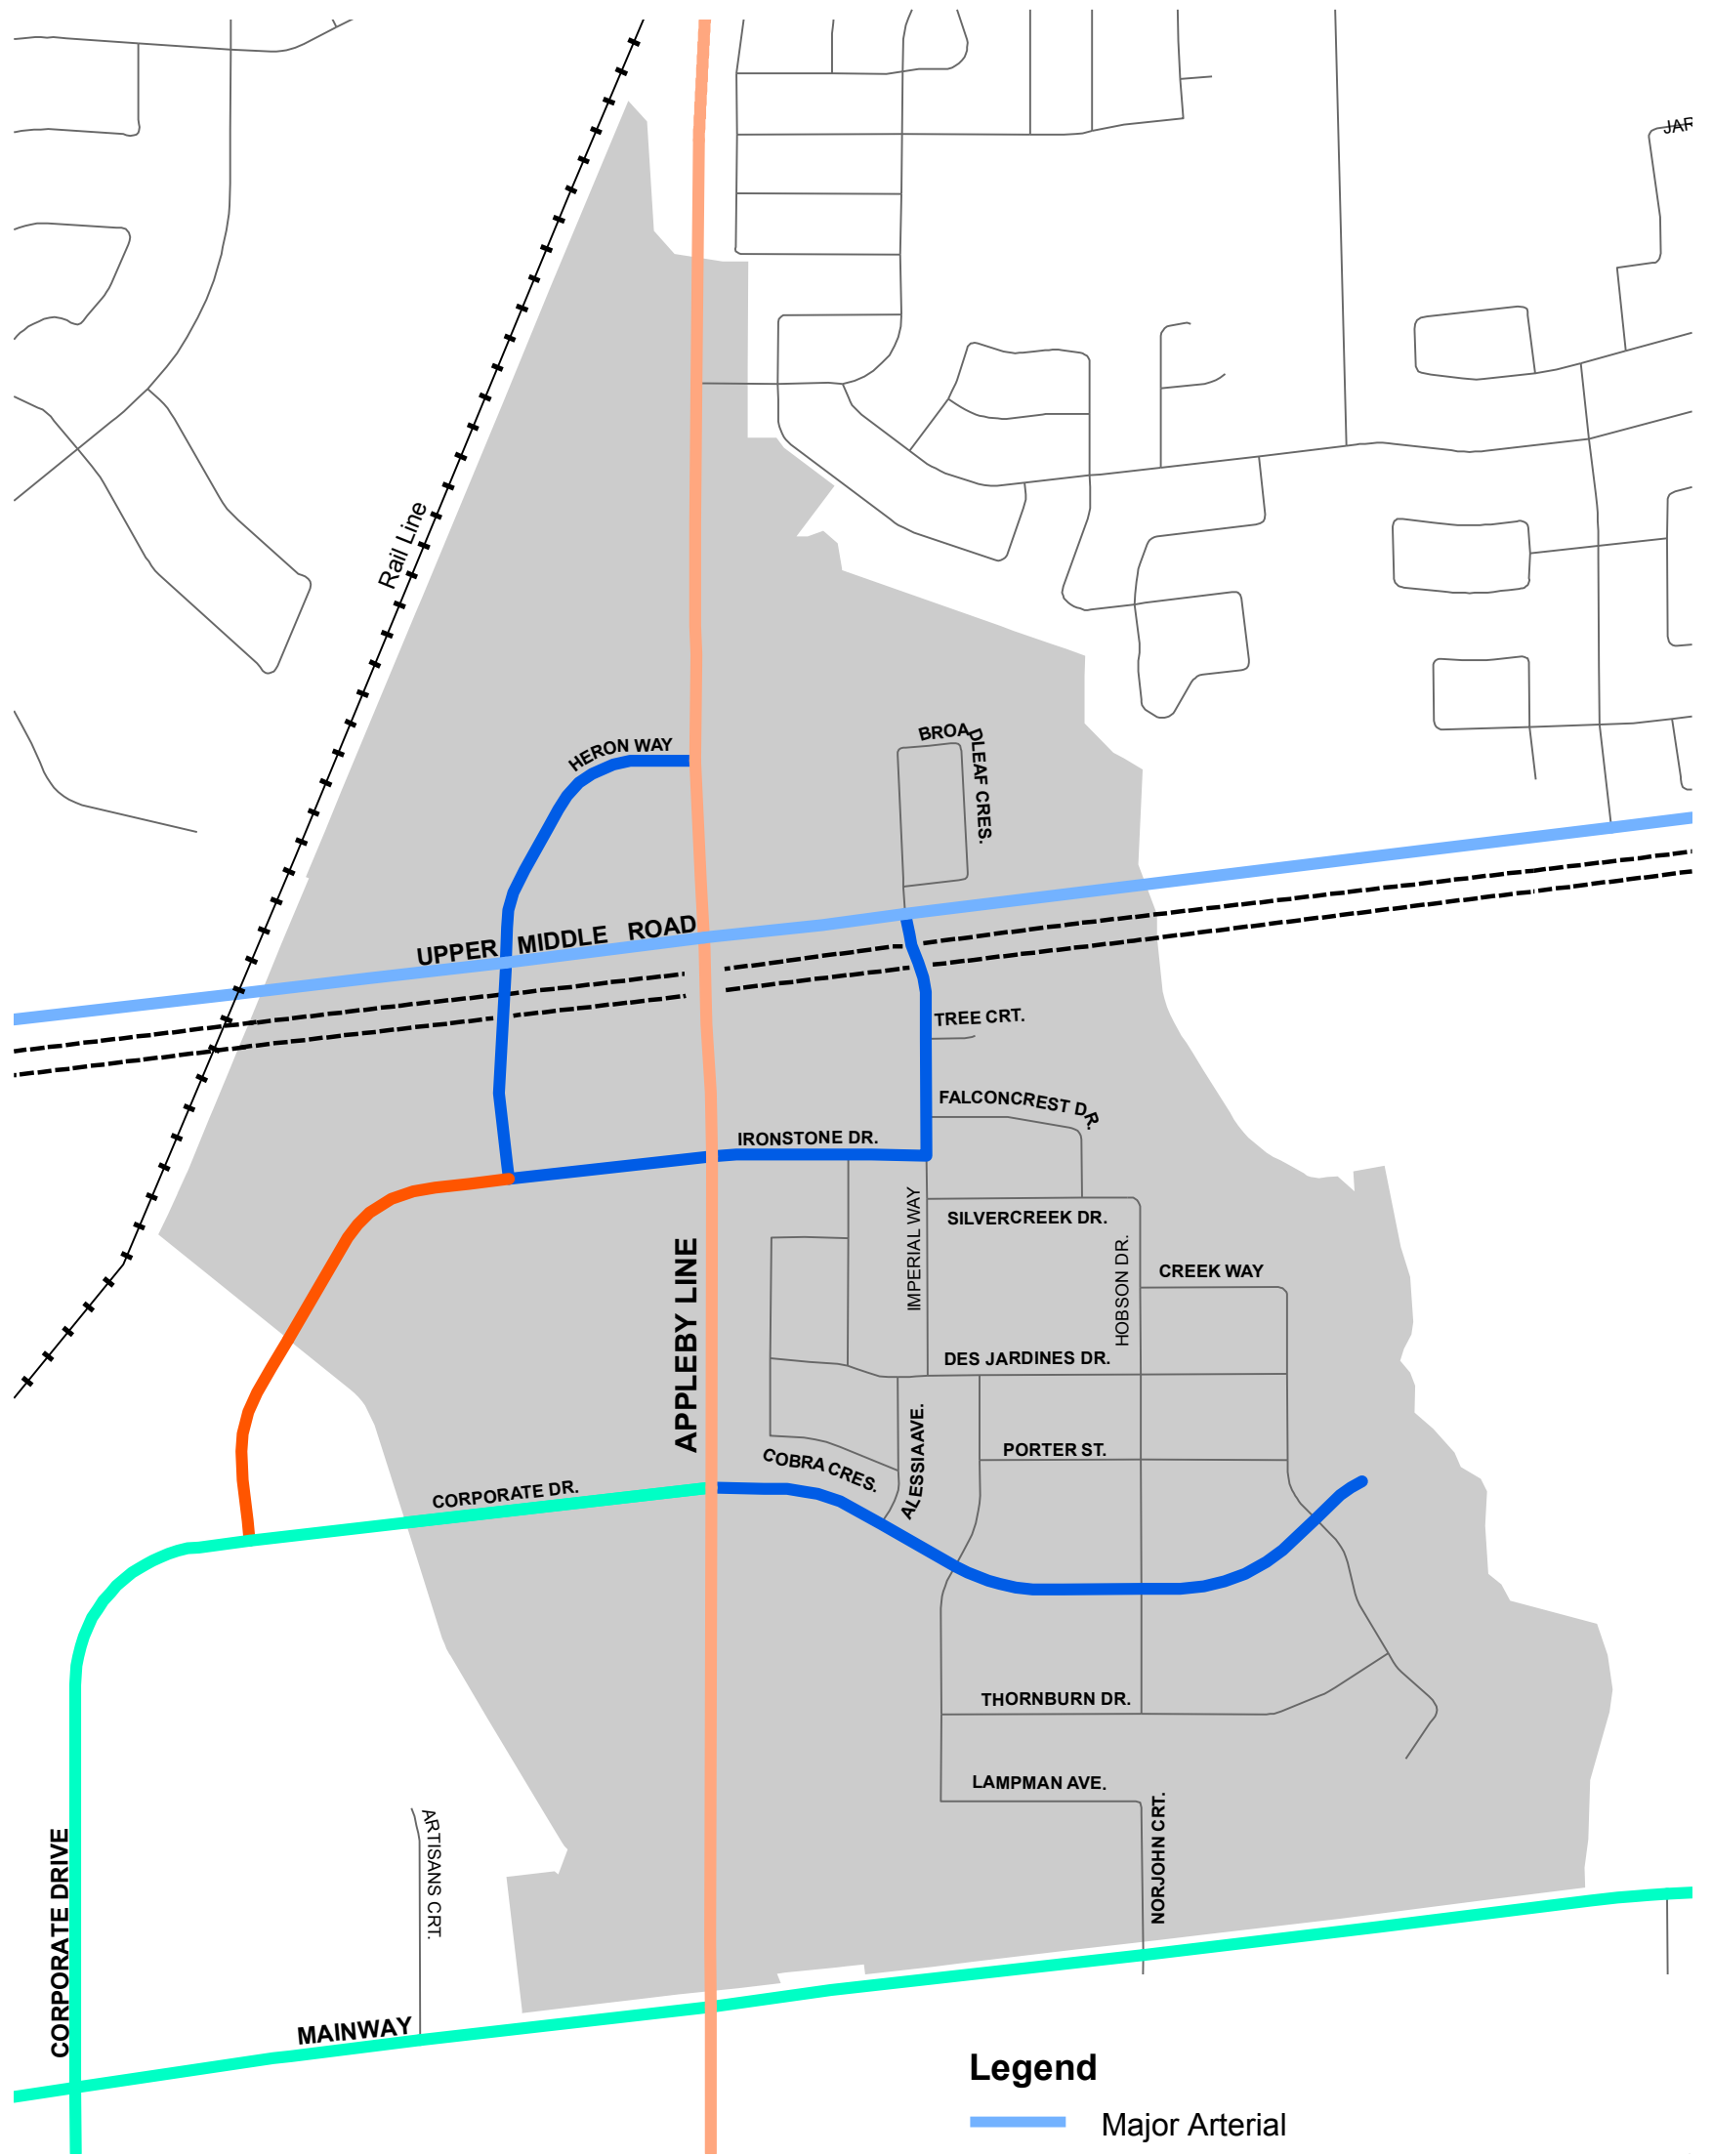 JAR
Rail Line
HERON WAY
BROADLEAF CRES.
UPPER MIDDLE ROAD
TREE CRT.
FALCONCREST DR.
IRONSTONE DR.
IMPERIAL WAY
SILVERCREEK DR.
HOBSON DR.
CREEK WAY
APPLEBY LINE
DES JARDINES DR.
ALESSIA AVE.
PORTER ST.
COBRA CRES.
CORPORATE DR.
THORNBURN DR.
LAMPMAN AVE.
NORJOHN CRT.
ARTISANS CRT.
CORPORATE DRIVE
MAINWAY
Legend
Major Arterial